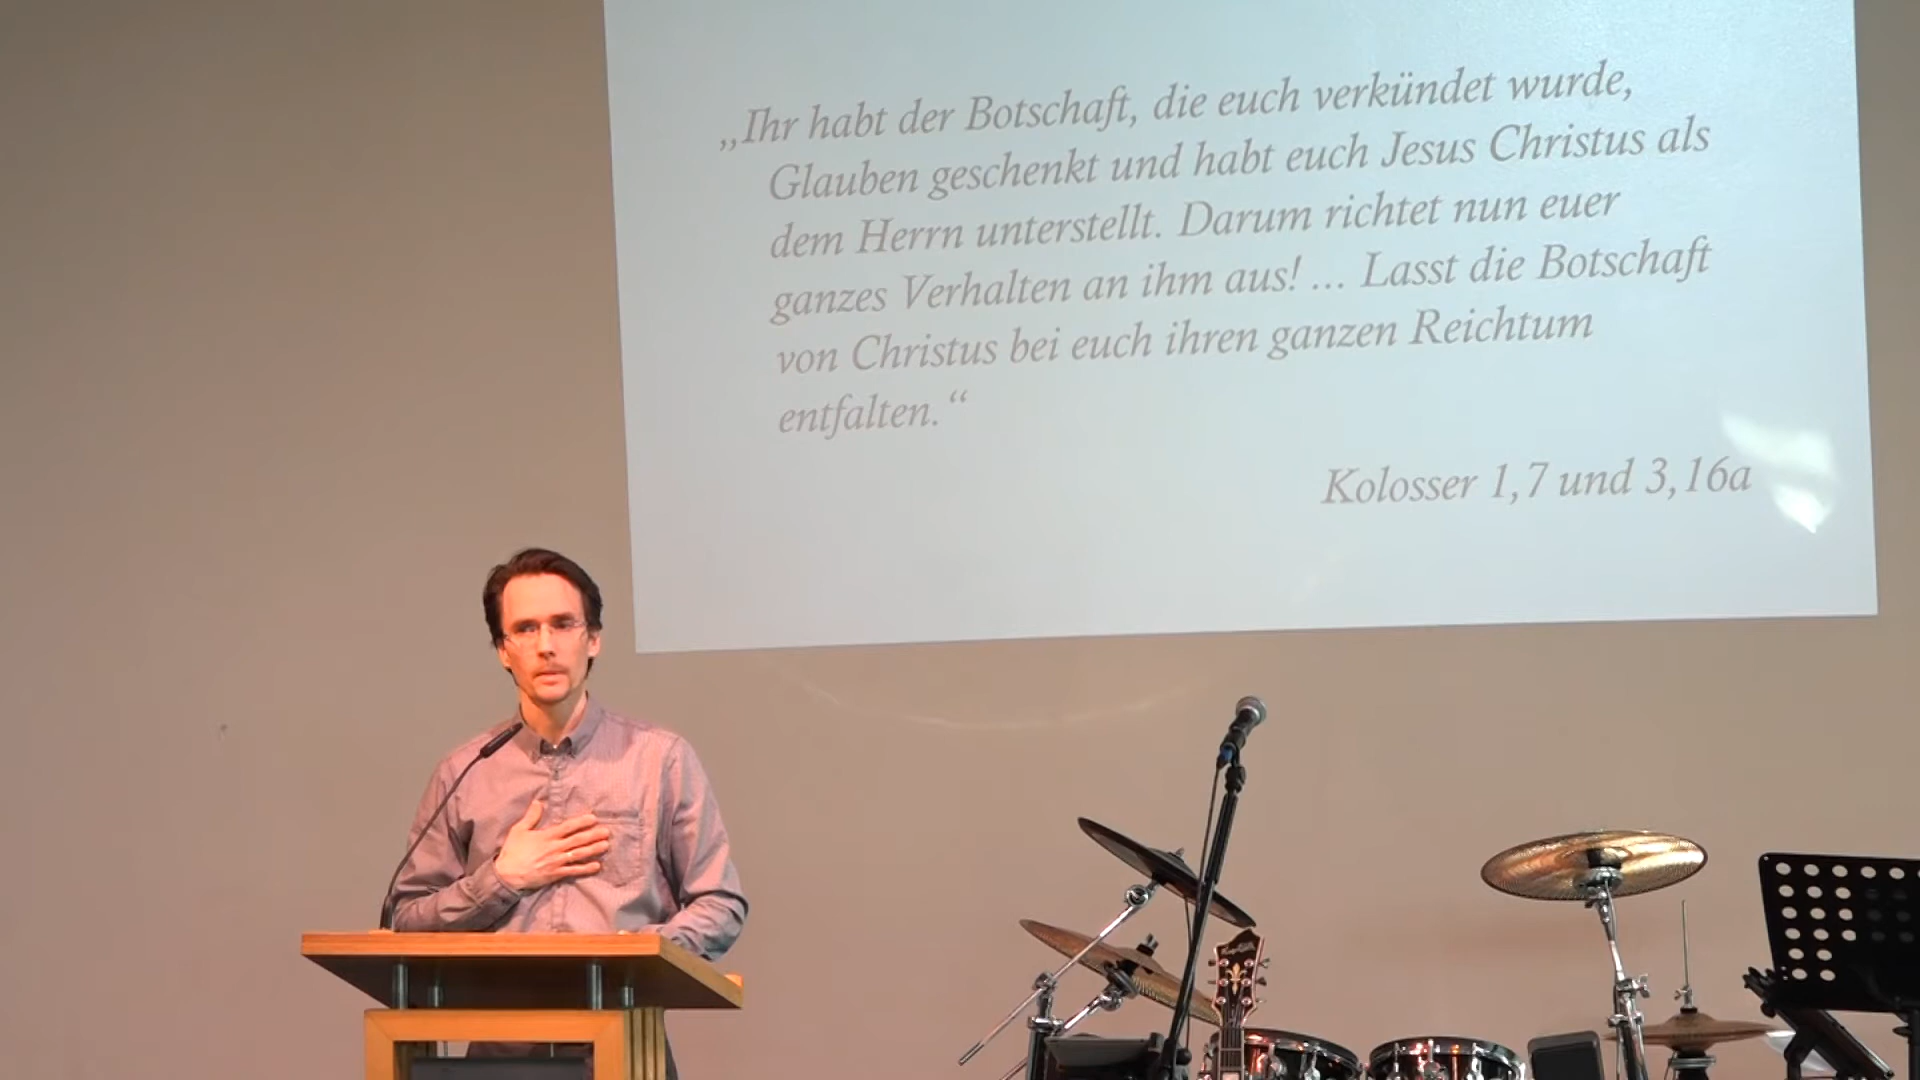 „Ihr habt der Botschaft, die euch verkündet wurde,
Glauben geschenkt und habt euch Jesus Christus als
dem Herrn unterstellt. Darum richtet nun euer
ganzes Verhalten an ihm aus! ... Lasst die Botschaft
von Christus bei euch ihren ganzen Reichtum
entfalten.“
Kolosser 1,7 und 3,16a